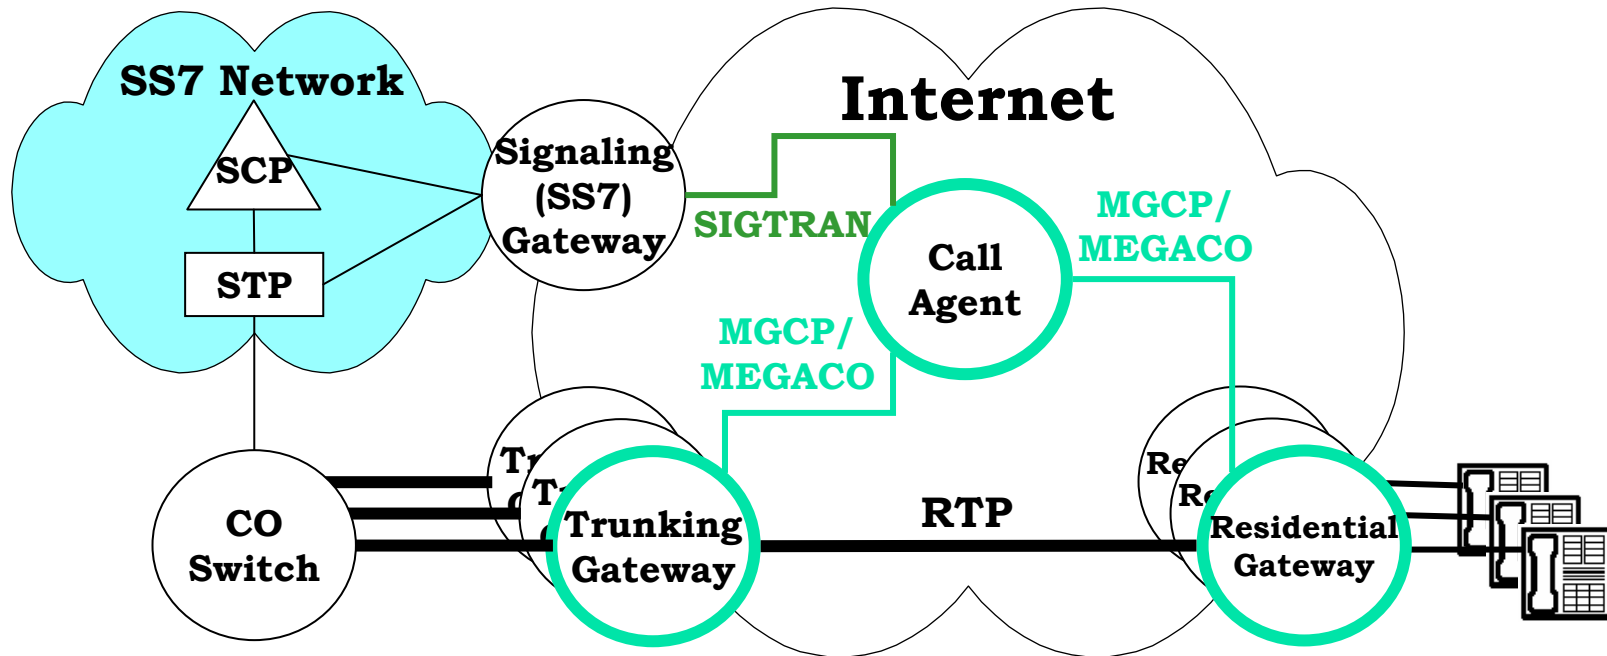 SS7 Network
SCP
STP
Signaling
(SS7)
Gateway
Internet
SIGTRAN
Call
Agent
MGCP/
MEGACO
MGCP/
MEGACO
CO
Switch
Trunking
Gateway
RTP
Residential
Gateway